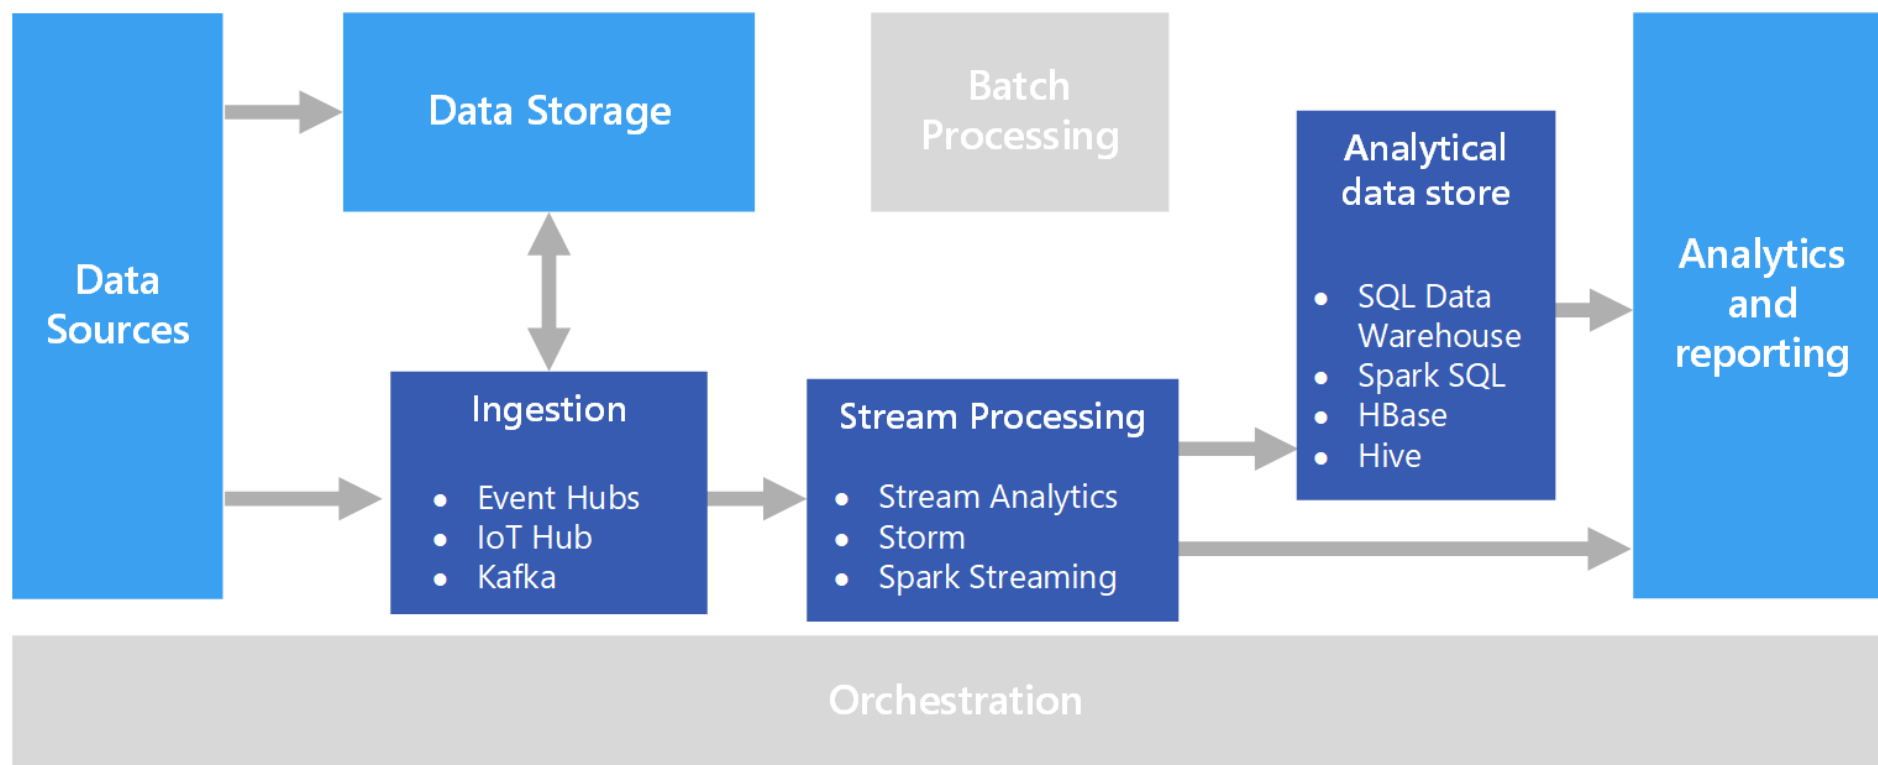 Data
Sources
Data Storage
Batch
Processing
Ingestion
● Event Hubs
● IoT Hub
● Kafka
Stream Processing
● Stream Analytics
● Storm
● Spark Streaming
Analytical
data store
● SQL Data
Warehouse
● Spark SQL
● HBase
● Hive
Analytics
and
reporting
Orchestration